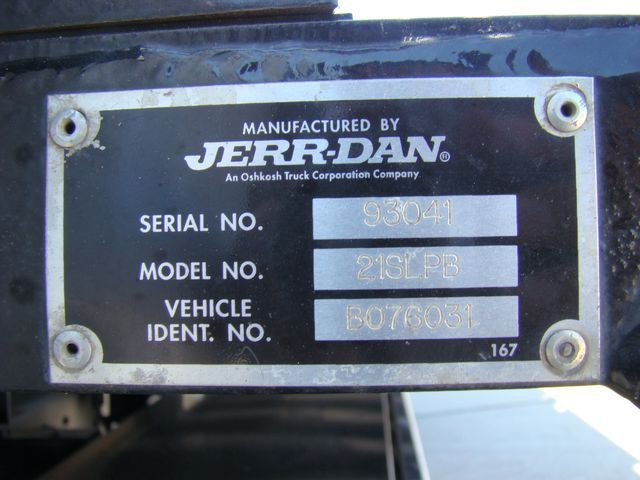 MANUFACTURED BY
JERR-DAN®
An Oshkosh Truck Corporation Company
SERIAL NO. 93041
MODEL NO. 21SLPB
VEHICLE
IDENT. NO. B076031
167